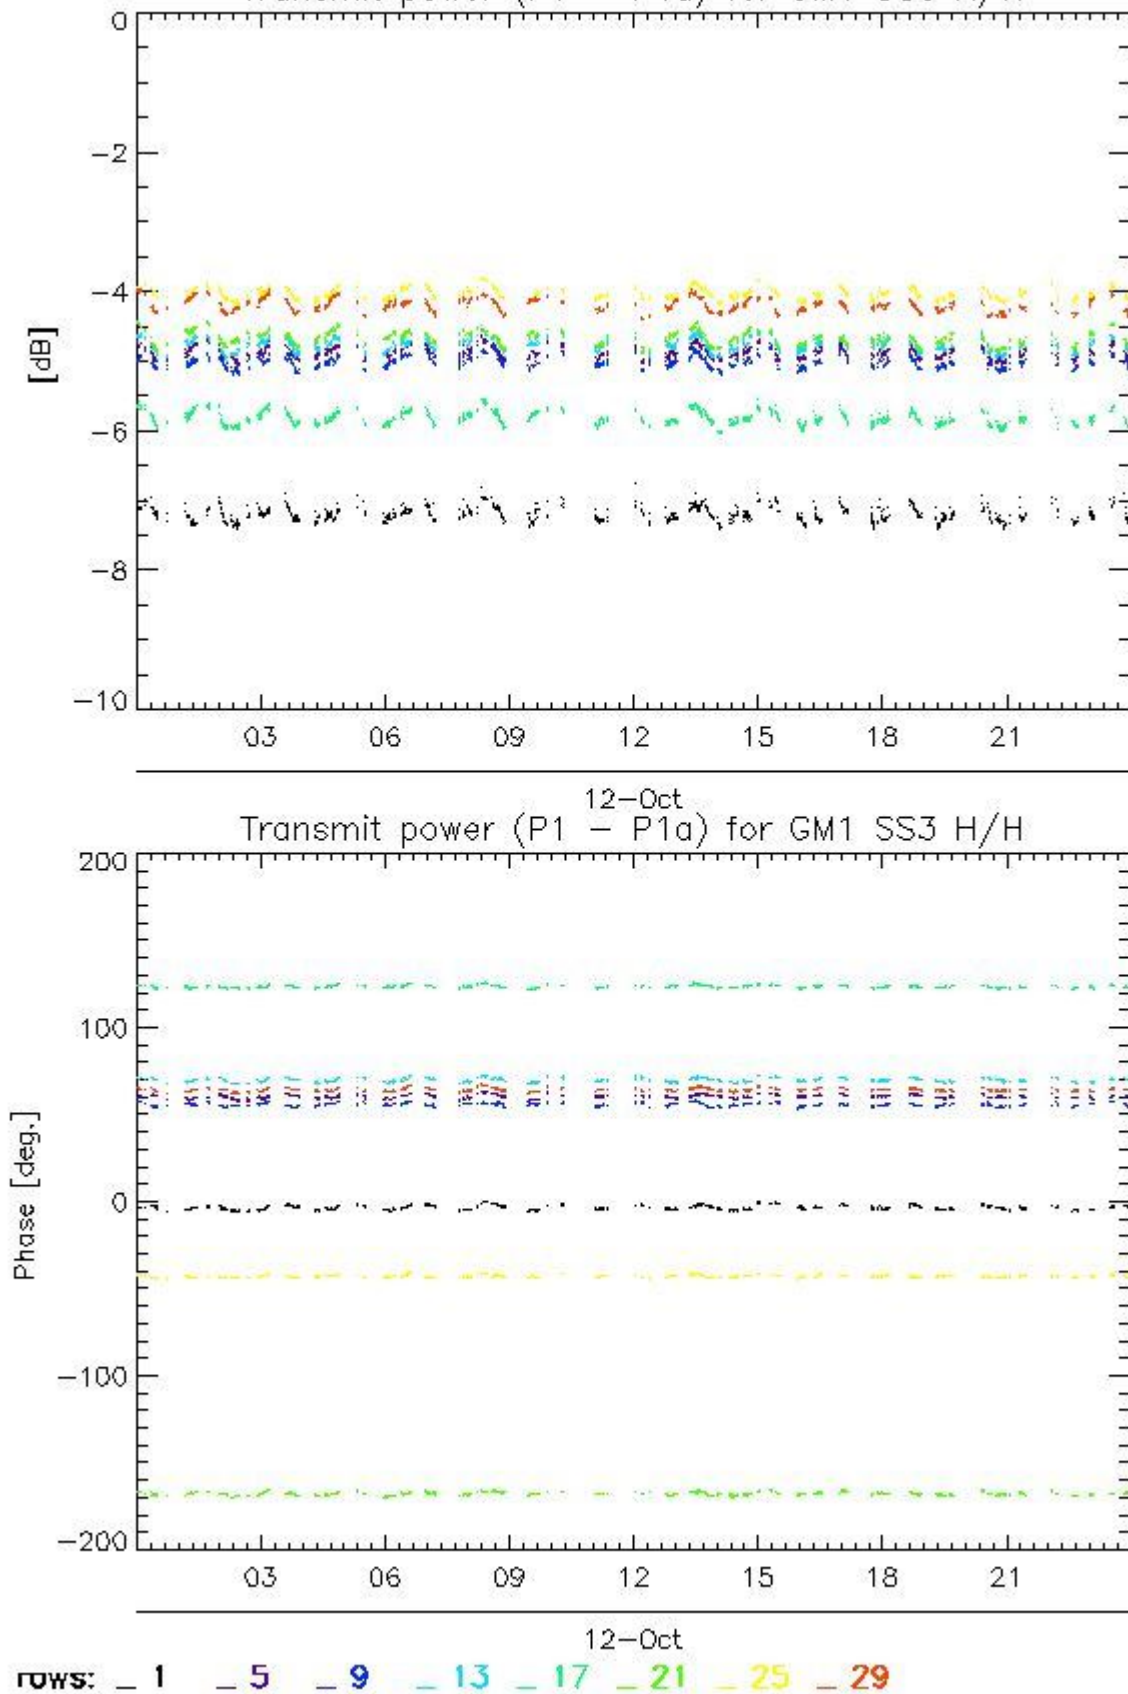 0
-2
-4
[dB]
-6
-8
-10
03 06 09 12 15 18 21
12-Oct
Transmit power (P1 - P1a) for GM1 SS3 H/H
200
100
Phase [deg.]
0
-100
-200
03 06 09 12 15 18 21
12-Oct
rows: _ 1 _ 5 _ 9 _ 13 _ 17 _ 21 _ 25 _ 29